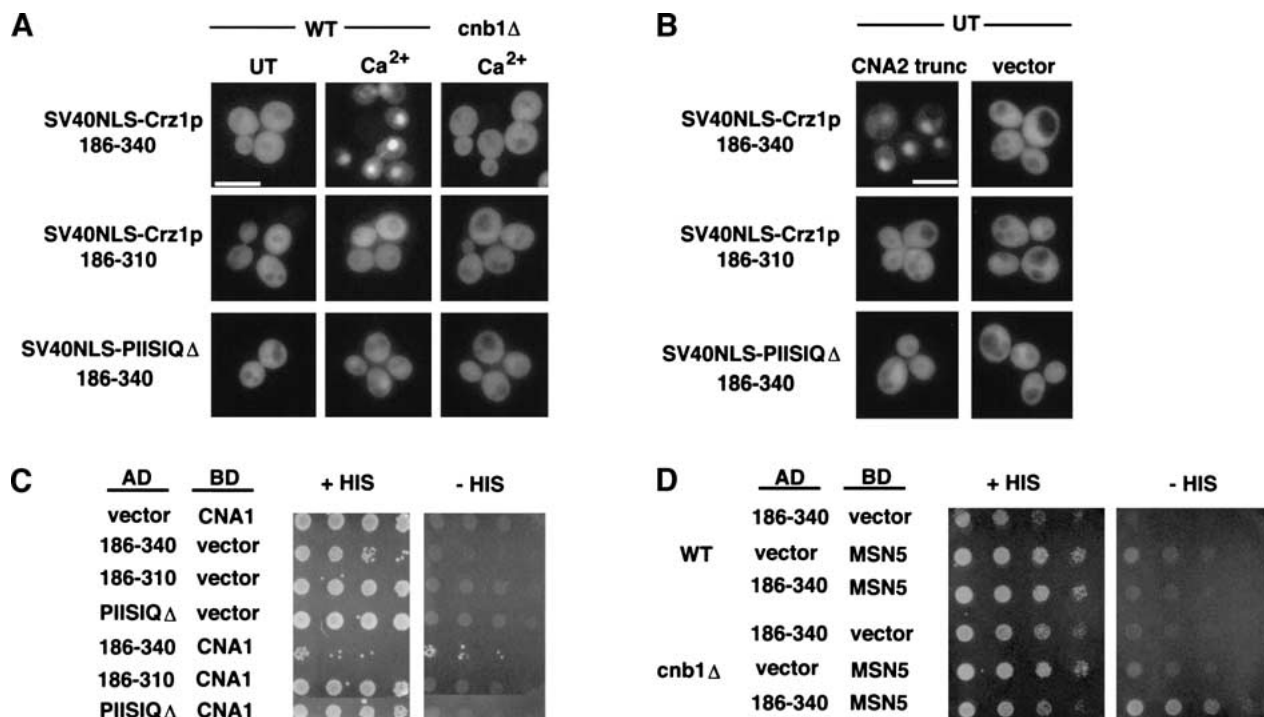 A
WT
cnb1Δ
UT
Ca2+
Ca2+
SV40NLS-Crz1p
186-340
SV40NLS-Crz1p
186-310
SV40NLS-PIISIQΔ
186-340
B
UT
CNA2 trunc
vector
SV40NLS-Crz1p
186-340
SV40NLS-Crz1p
186-310
SV40NLS-PIISIQΔ
186-340
C
AD BD + HIS - HIS
vector CNA1
186-340 vector
186-310 vector
PIISIQΔ vector
186-340 CNA1
186-310 CNA1
PIISIQΔ CNA1
D
AD BD + HIS - HIS
186-340 vector
WT vector MSN5
186-340 MSN5
186-340 vector
cnb1Δ vector MSN5
186-340 MSN5